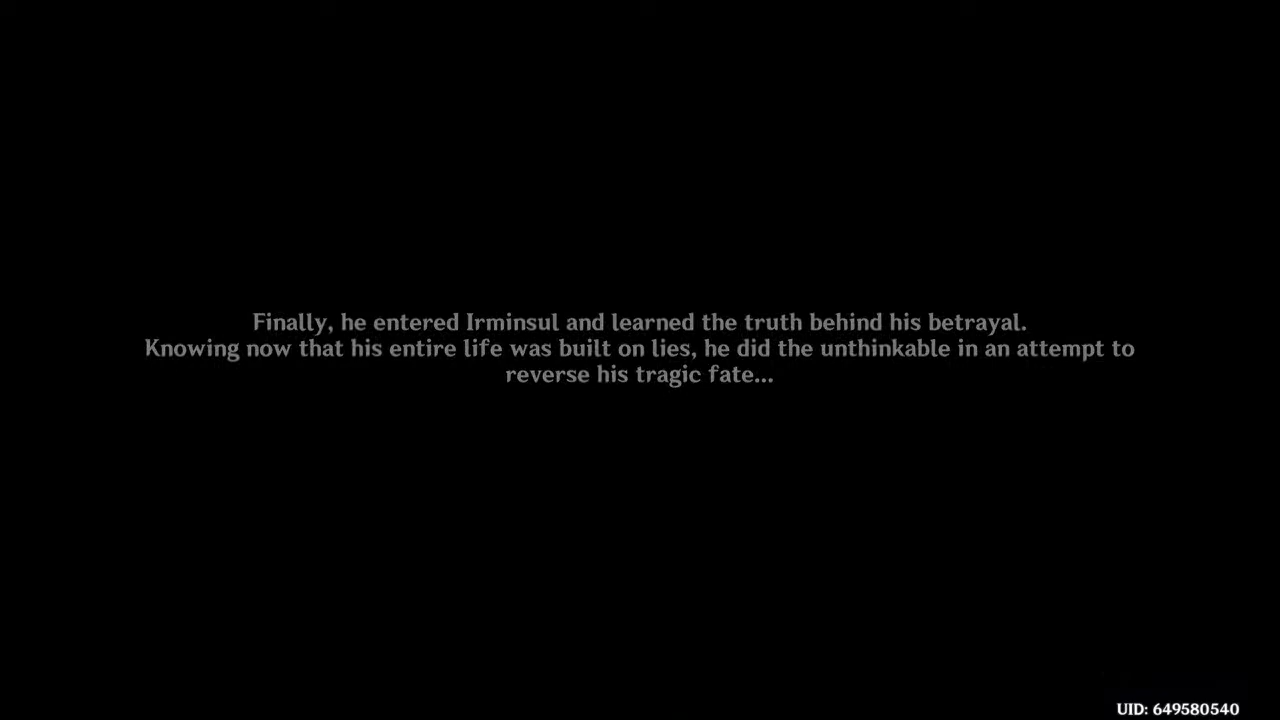 Finally, he entered Irminsul and learned the truth behind his betrayal.
Knowing now that his entire life was built on lies, he did the unthinkable in an attempt to
reverse his tragic fate...
UID: 649580540